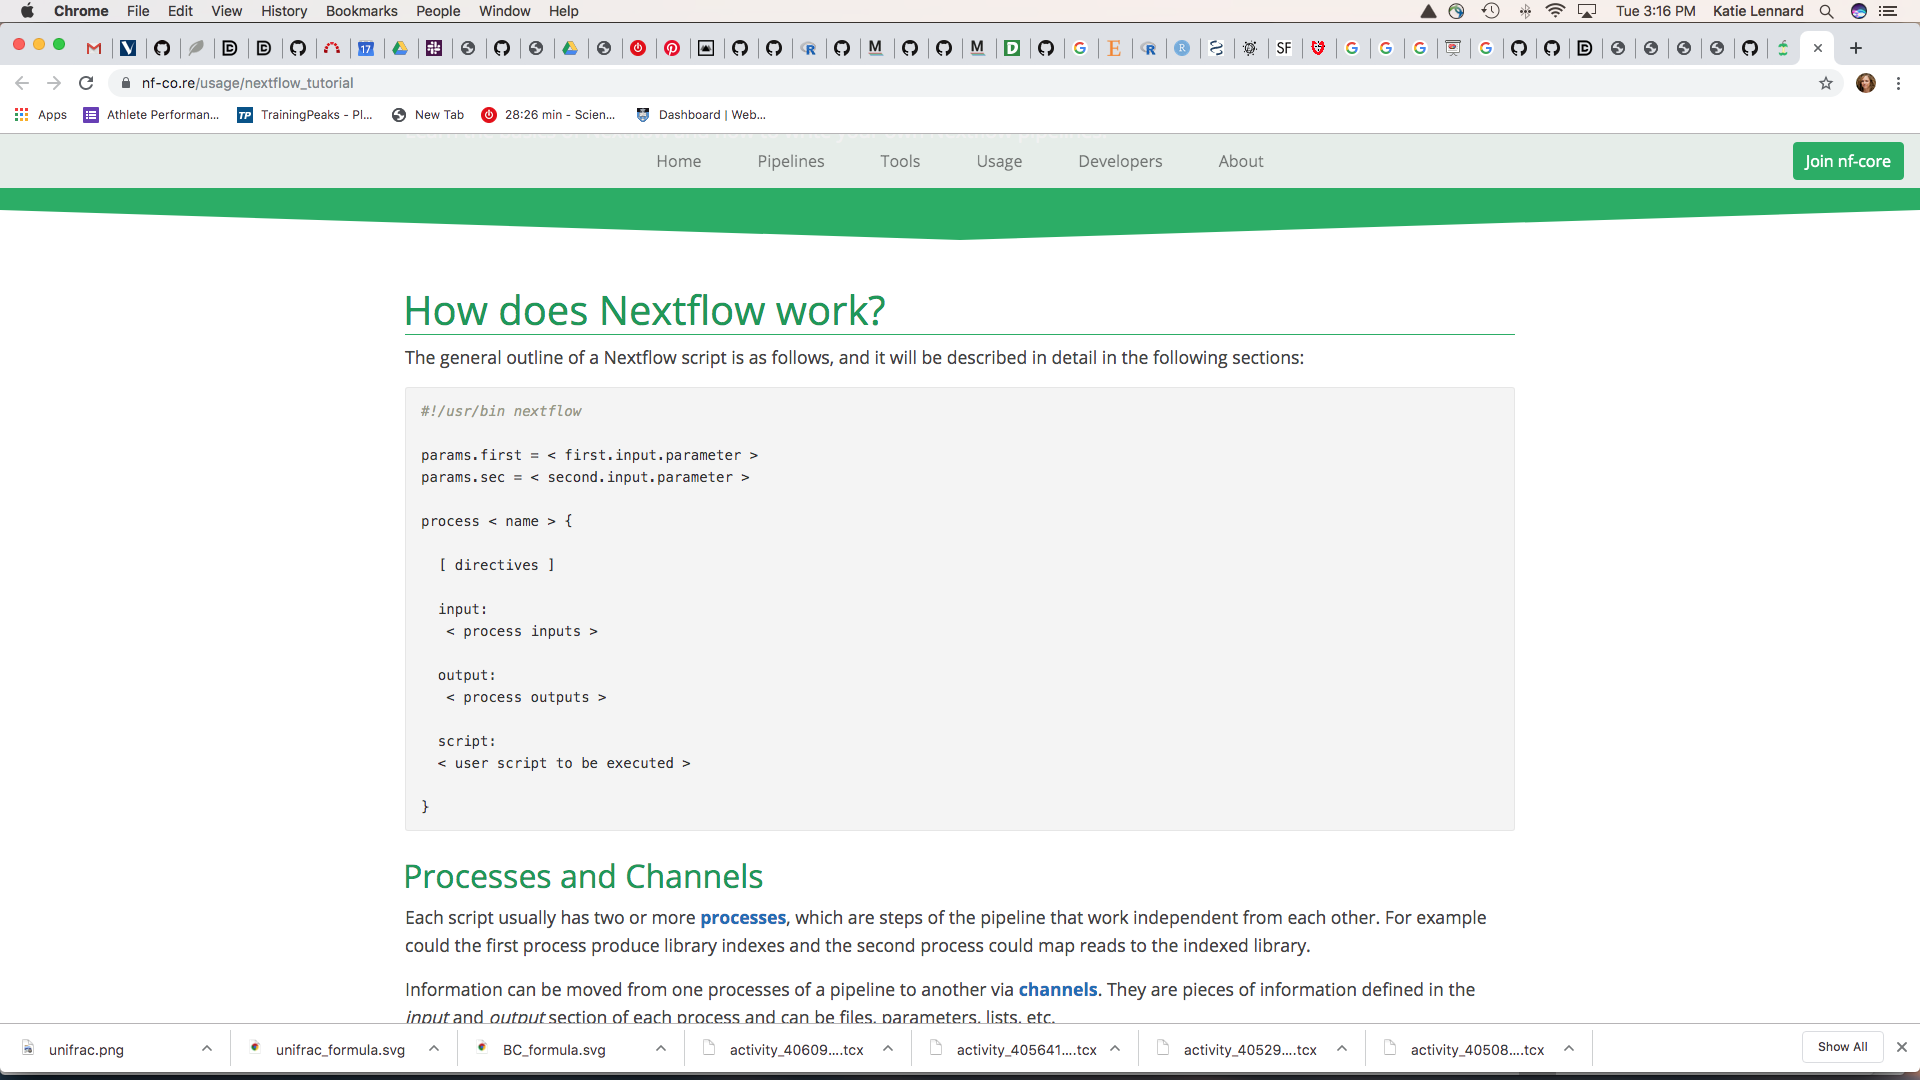 Chrome File Edit View History Bookmarks People Window Help Tue 3:16 PM Katie Lennard
nf-co.re/usage/nextflow_tutorial
Apps Athlete Performan... TrainingPeaks - Pl... New Tab 28:26 min - Scien... Dashboard | Web...
Home Pipelines Tools Usage Developers About Join nf-core
How does Nextflow work?
The general outline of a Nextflow script is as follows, and it will be described in detail in the following sections:
#!/usr/bin nextflow
params.first = < first.input.parameter >
params.sec = < second.input.parameter >
process < name > {
[ directives ]
input:
< process inputs >
output:
< process outputs >
script:
< user script to be executed >
}
Processes and Channels
Each script usually has two or more processes, which are steps of the pipeline that work independent from each other. For example
could the first process produce library indexes and the second process could map reads to the indexed library.
Information can be moved from one processes of a pipeline to another via channels. They are pieces of information defined in the
input and output section of each process and can be files, parameters, lists, etc.
unifrac.png unifrac_formula.svg BC_formula.svg activity_40609....tcx activity_405641....tcx activity_40529....tcx activity_40508....tcx Show All